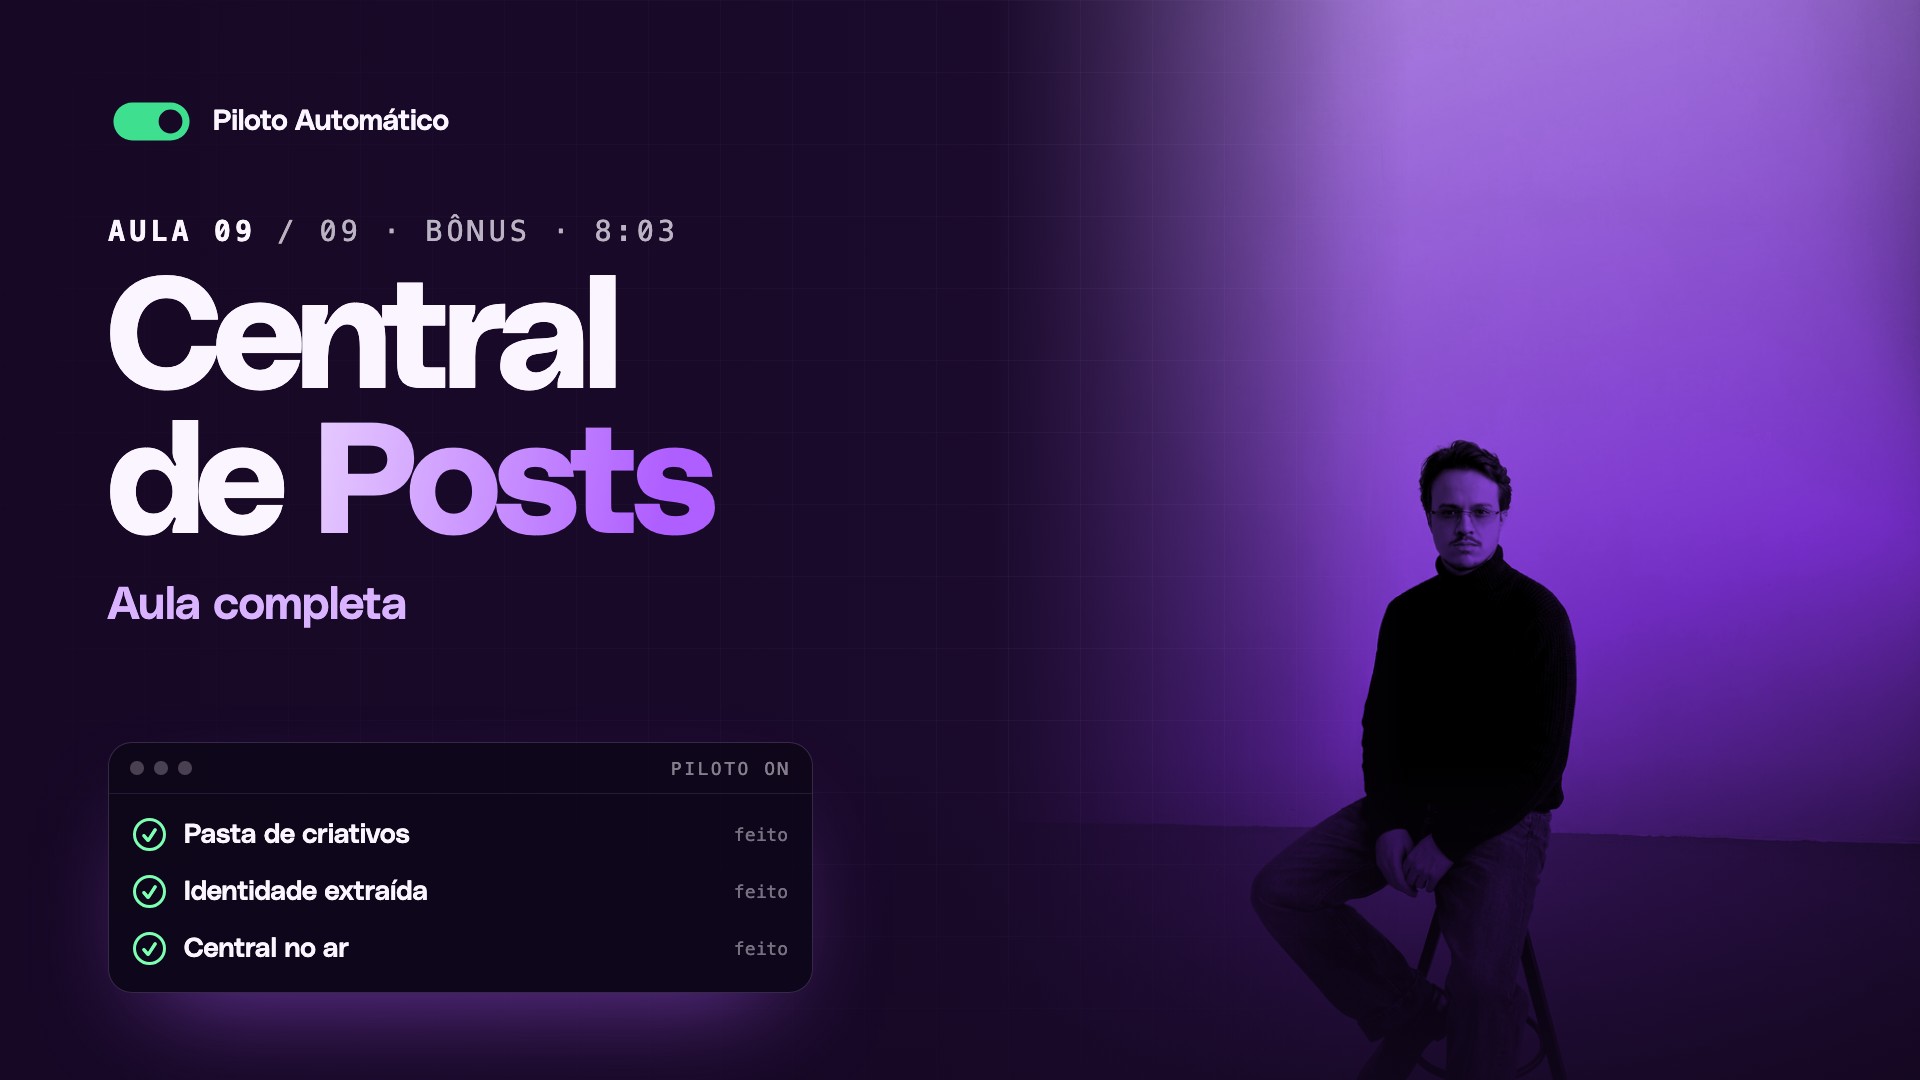 Piloto Automático
AULA 09 / 09 · BÔNUS · 8:03
Central
de Posts
Aula completa
PILOTO ON
Pasta de criativos feito
Identidade extraída feito
Central no ar feito